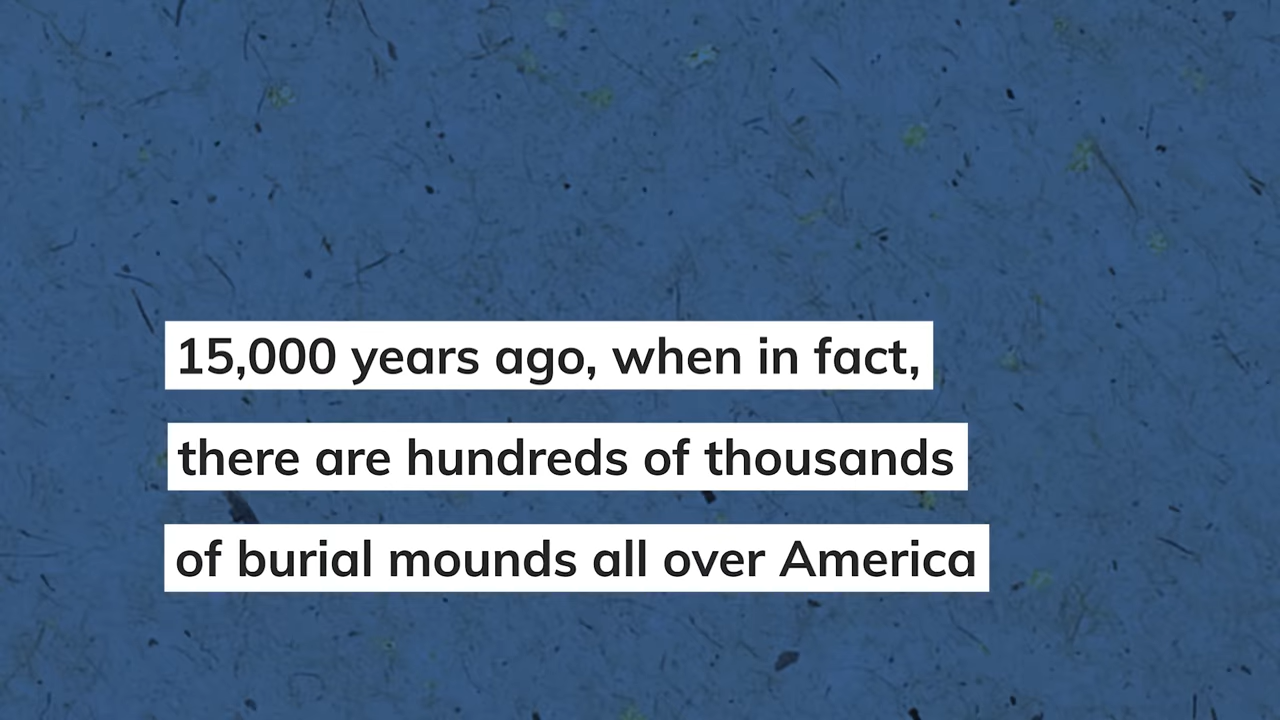 15,000 years ago, when in fact,
there are hundreds of thousands
of burial mounds all over America